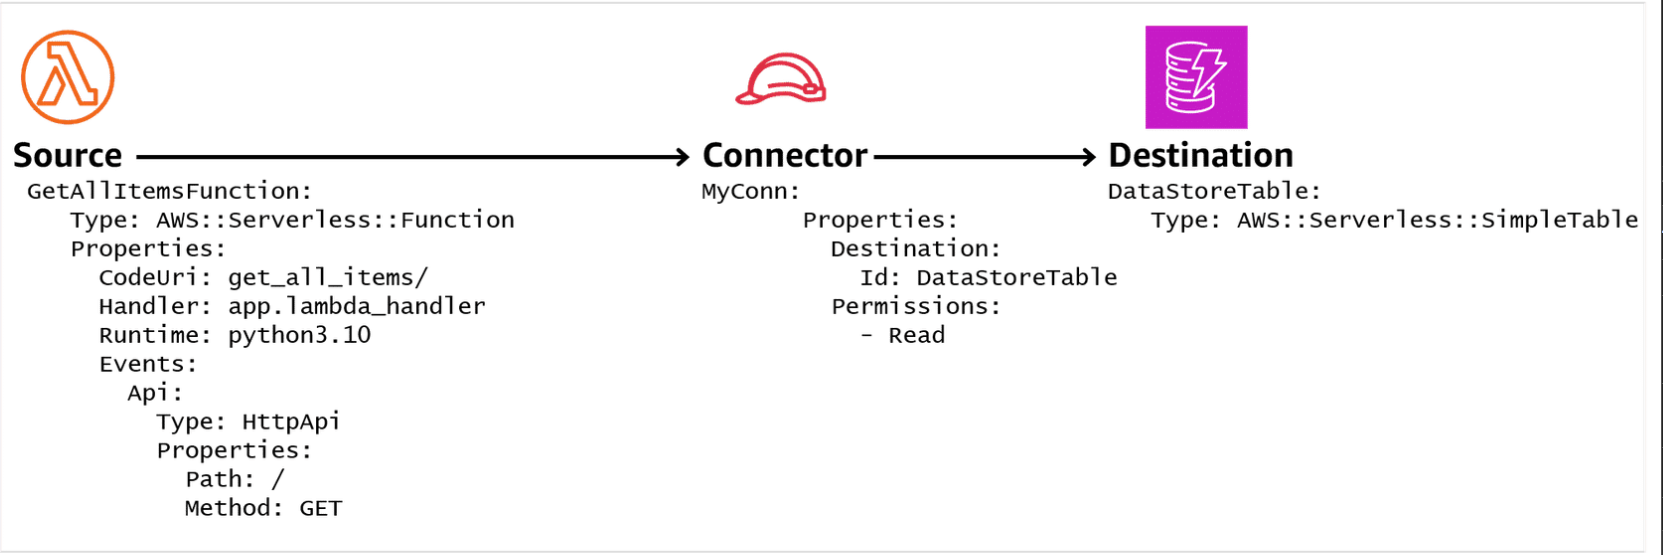 Source
GetAllItemsFunction:
Type: AWS::Serverless::Function
Properties:
CodeUri: get_all_items/
Handler: app.lambda_handler
Runtime: python3.10
Events:
Api:
Type: HttpApi
Properties:
Path: /
Method: GET
Connector
MyConn:
Properties:
Destination:
Id: DataStoreTable
Permissions:
- Read
Destination
DataStoreTable:
Type: AWS::Serverless::SimpleTable